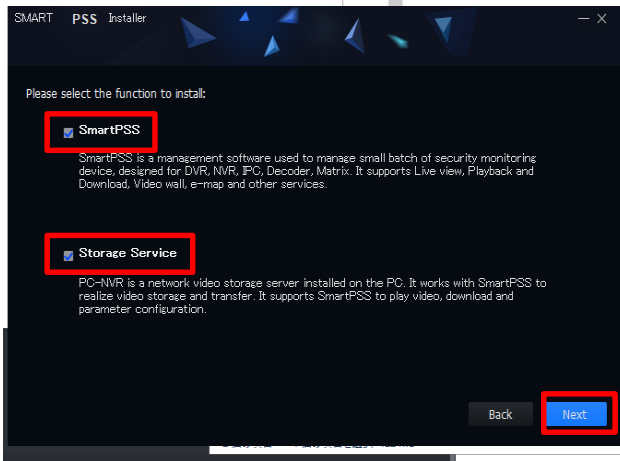 SMART PSS Installer
Please select the function to install:
SmartPSS
SmartPSS is a management software used to manage small batch of security monitoring
device, designed for DVR, NVR, IPC, Decoder, Matrix. It supports Live view, Playback and
Download, Video wall, e-map and other services.
Storage Service
PC-NVR is a network video storage server installed on the PC. It works with SmartPSS to
realize video storage and transfer. It supports SmartPSS to play video, download and
parameter configuration.
Back Next